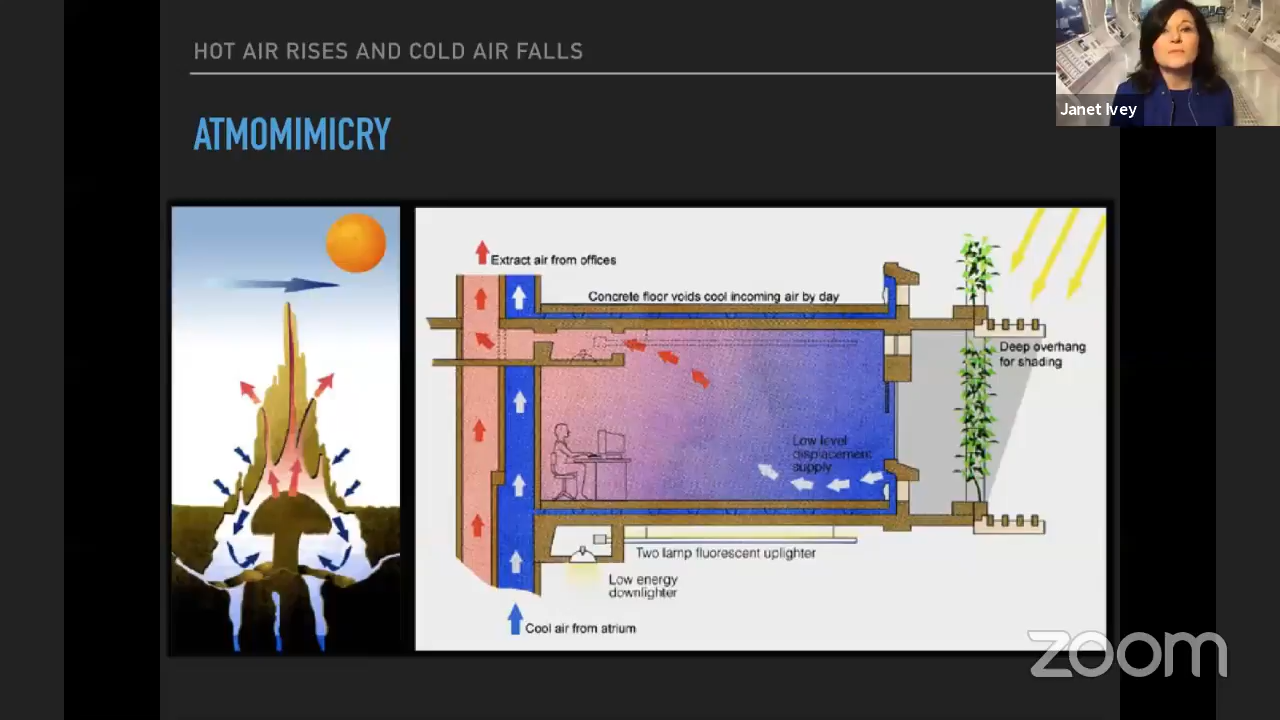 HOT AIR RISES AND COLD AIR FALLS
Janet Ivey
ATMOMIMICRY
Extract air from offices
Concrete floor voids cool incoming air by day
Deep overhang
for shading
Low level
displacement
supply
Two lamp fluorescent uplighter
Low energy
downlighter
Cool air from atrium
zoom